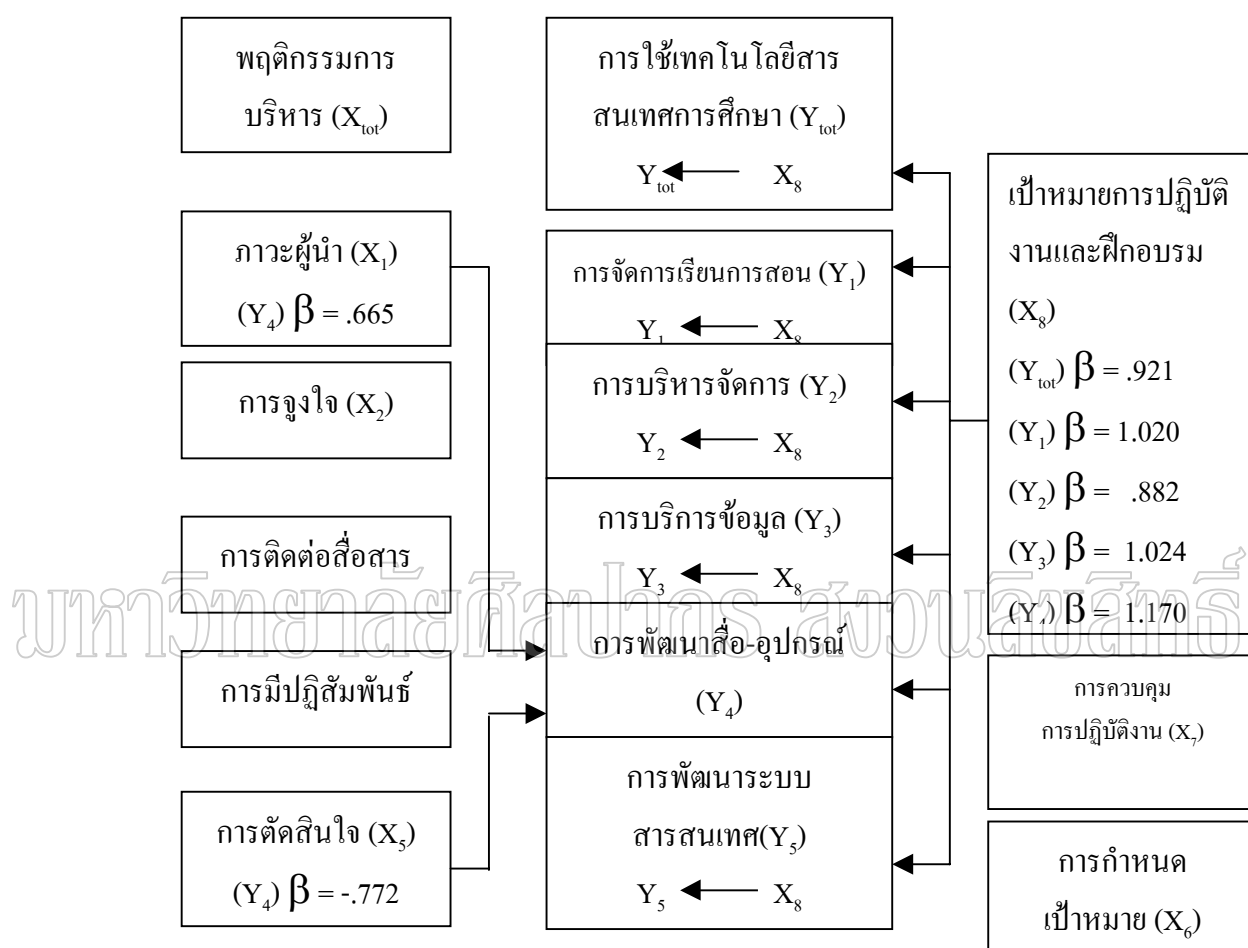 พฤติกรรมการ
บริหาร (Xtot)
ภาวะผู้นำ (X1)
(Y4) β = .665
การจูงใจ (X2)
การติดต่อสื่อสาร
การมีปฏิสัมพันธ์
การตัดสินใจ (X5)
(Y4) β = -.772
การใช้เทคโนโลยีสาร
สนเทศการศึกษา (Ytot)
Ytot X8
การจัดการเรียนการสอน (Y1)
Y1 X8
การบริหารจัดการ (Y2)
Y2 X8
การบริการข้อมูล (Y3)
Y3 X8
การพัฒนาสื่อ-อุปกรณ์
(Y4)
การพัฒนาระบบ
สารสนเทศ(Y5)
Y5 X8
เป้าหมายการปฏิบัติ
งานและฝึกอบรม
(X8)
(Ytot) β = .921
(Y1) β = 1.020
(Y2) β = .882
(Y3) β = 1.024
(Y4) β = 1.170
การควบคุม
การปฏิบัติงาน (X7)
การกำหนด
เป้าหมาย (X6)
มหาวิทยาลัยศิลปากร สงวนลิขสิทธิ์